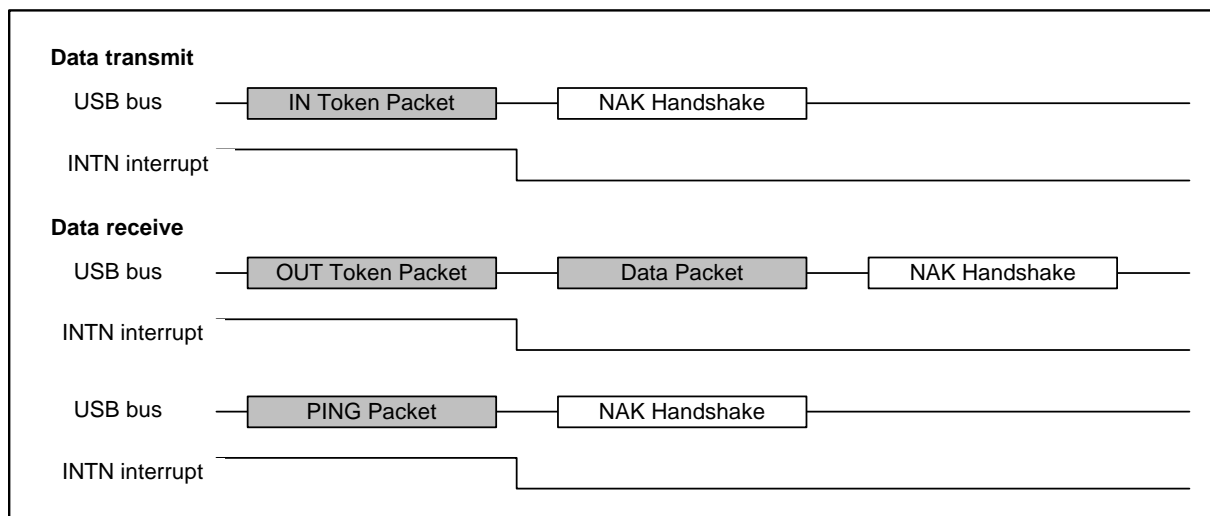 Data transmit
USB bus IN Token Packet NAK Handshake
INTN interrupt
Data receive
USB bus OUT Token Packet Data Packet NAK Handshake
INTN interrupt
USB bus PING Packet NAK Handshake
INTN interrupt